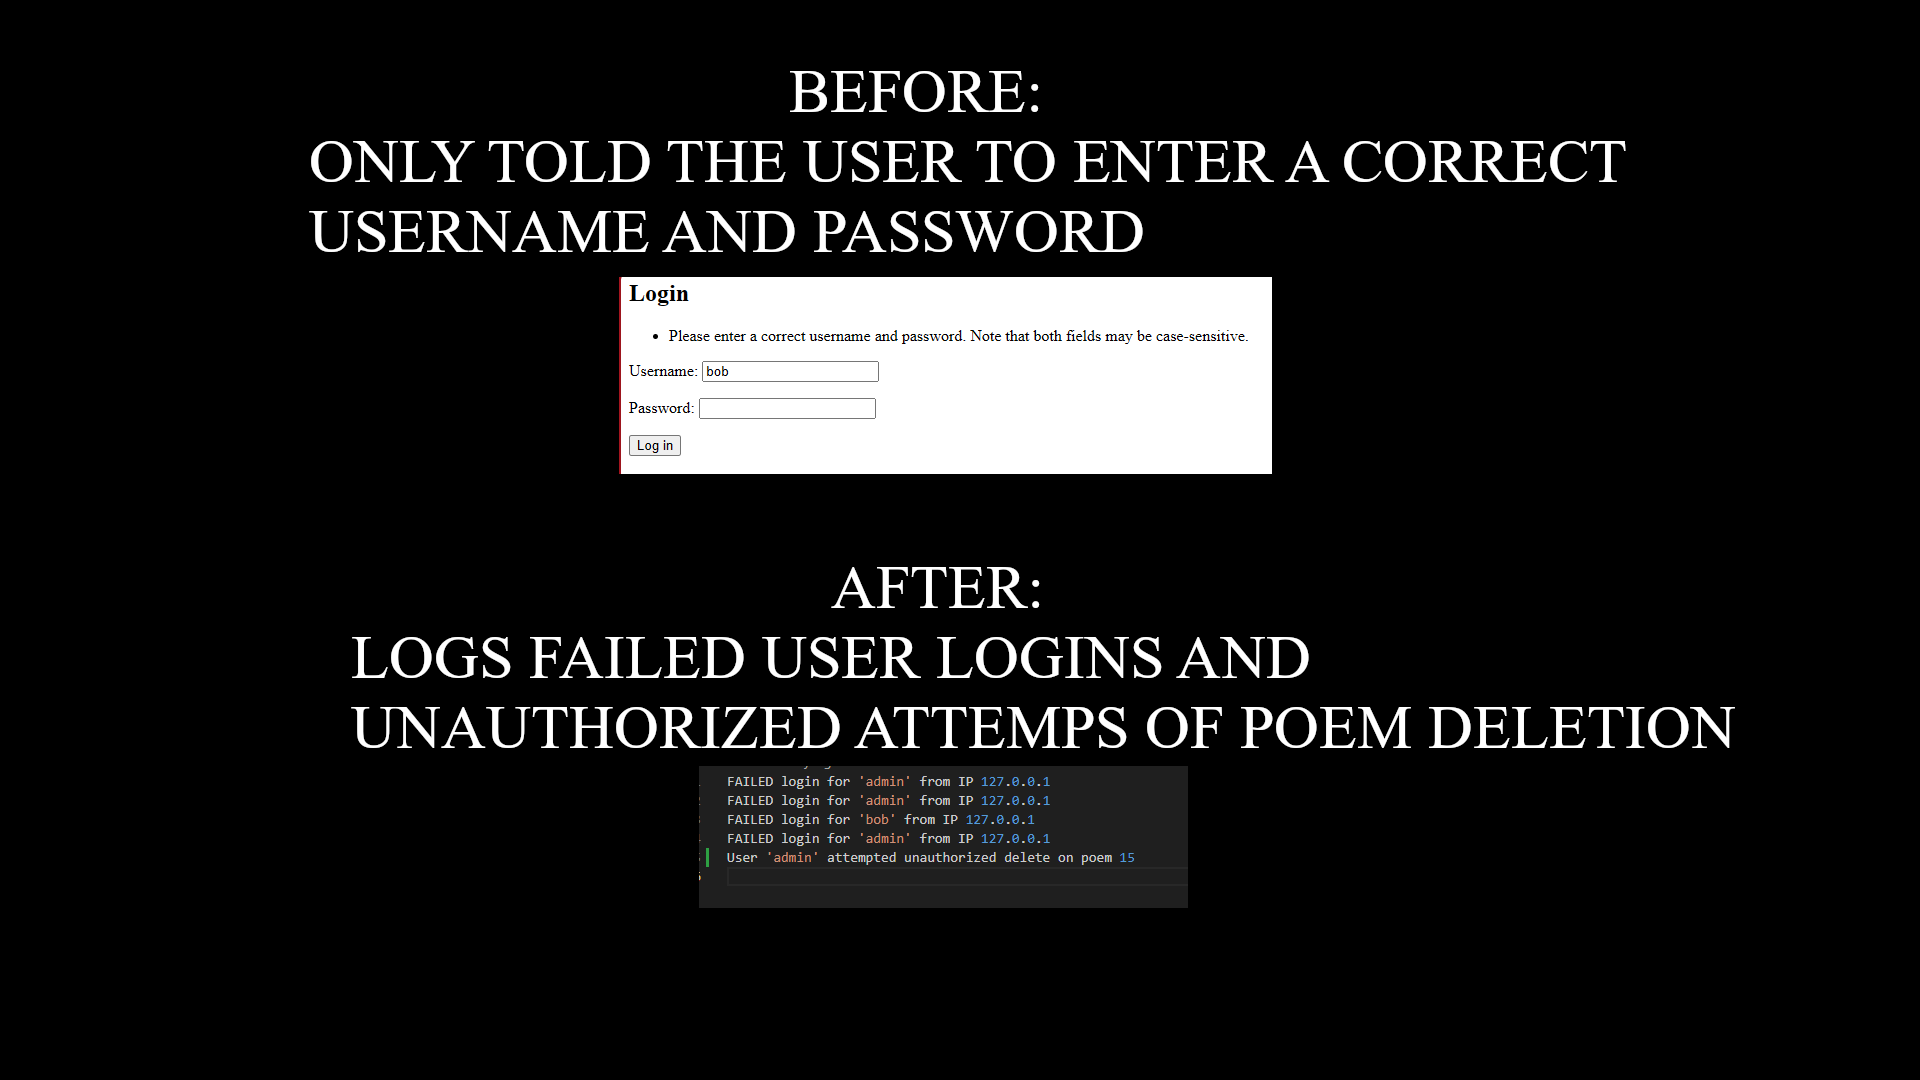 BEFORE:
ONLY TOLD THE USER TO ENTER A CORRECT
USERNAME AND PASSWORD
Login
• Please enter a correct username and password. Note that both fields may be case-sensitive.
Username: bob
Password:
Log in
AFTER:
LOGS FAILED USER LOGINS AND
UNAUTHORIZED ATTEMPS OF POEM DELETION
FAILED login for 'admin' from IP 127.0.0.1
FAILED login for 'admin' from IP 127.0.0.1
FAILED login for 'bob' from IP 127.0.0.1
FAILED login for 'admin' from IP 127.0.0.1
User 'admin' attempted unauthorized delete on poem 15